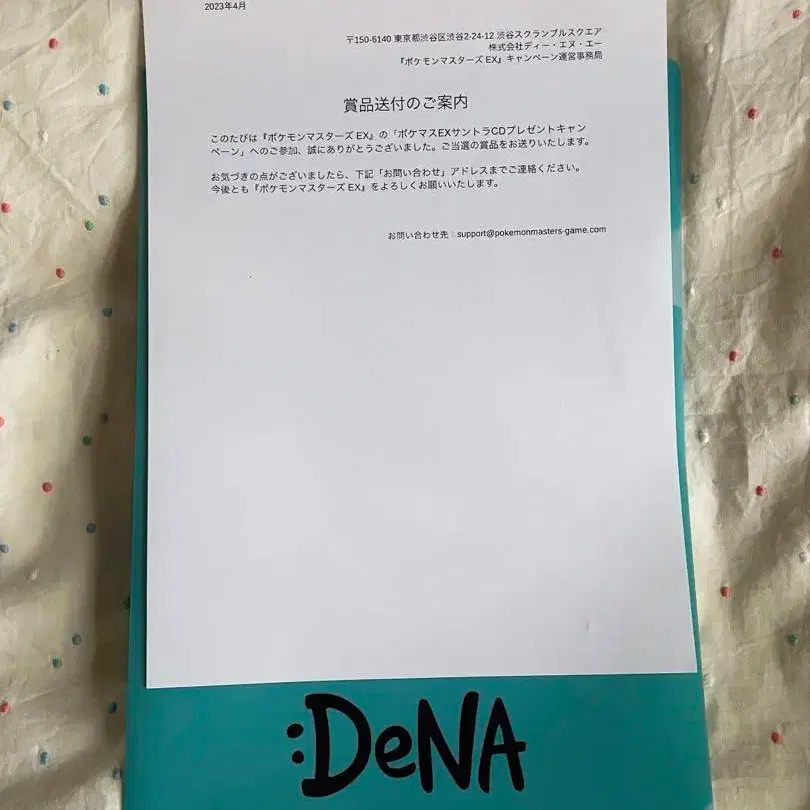 2023年4月
〒150-6140 東京都渋谷区渋谷2-24-12 渋谷スクランブルスクエア
株式会社ディー・エヌ・エー
『ポケモンマスターズ EX』キャンペーン運営事務局
賞品送付のご案内
このたびは『ポケモンマスターズ EX』の「ポケマスEXサントラCDプレゼントキャン
ペーン」へのご参加、誠にありがとうございました。ご当選の賞品をお送りいたします。
お気づきの点がございましたら、下記「お問い合わせ」アドレスまでご連絡ください。
今後とも『ポケモンマスターズ EX』をよろしくお願いいたします。
お問い合わせ先：support@pokemonmasters-game.com
:DeNA